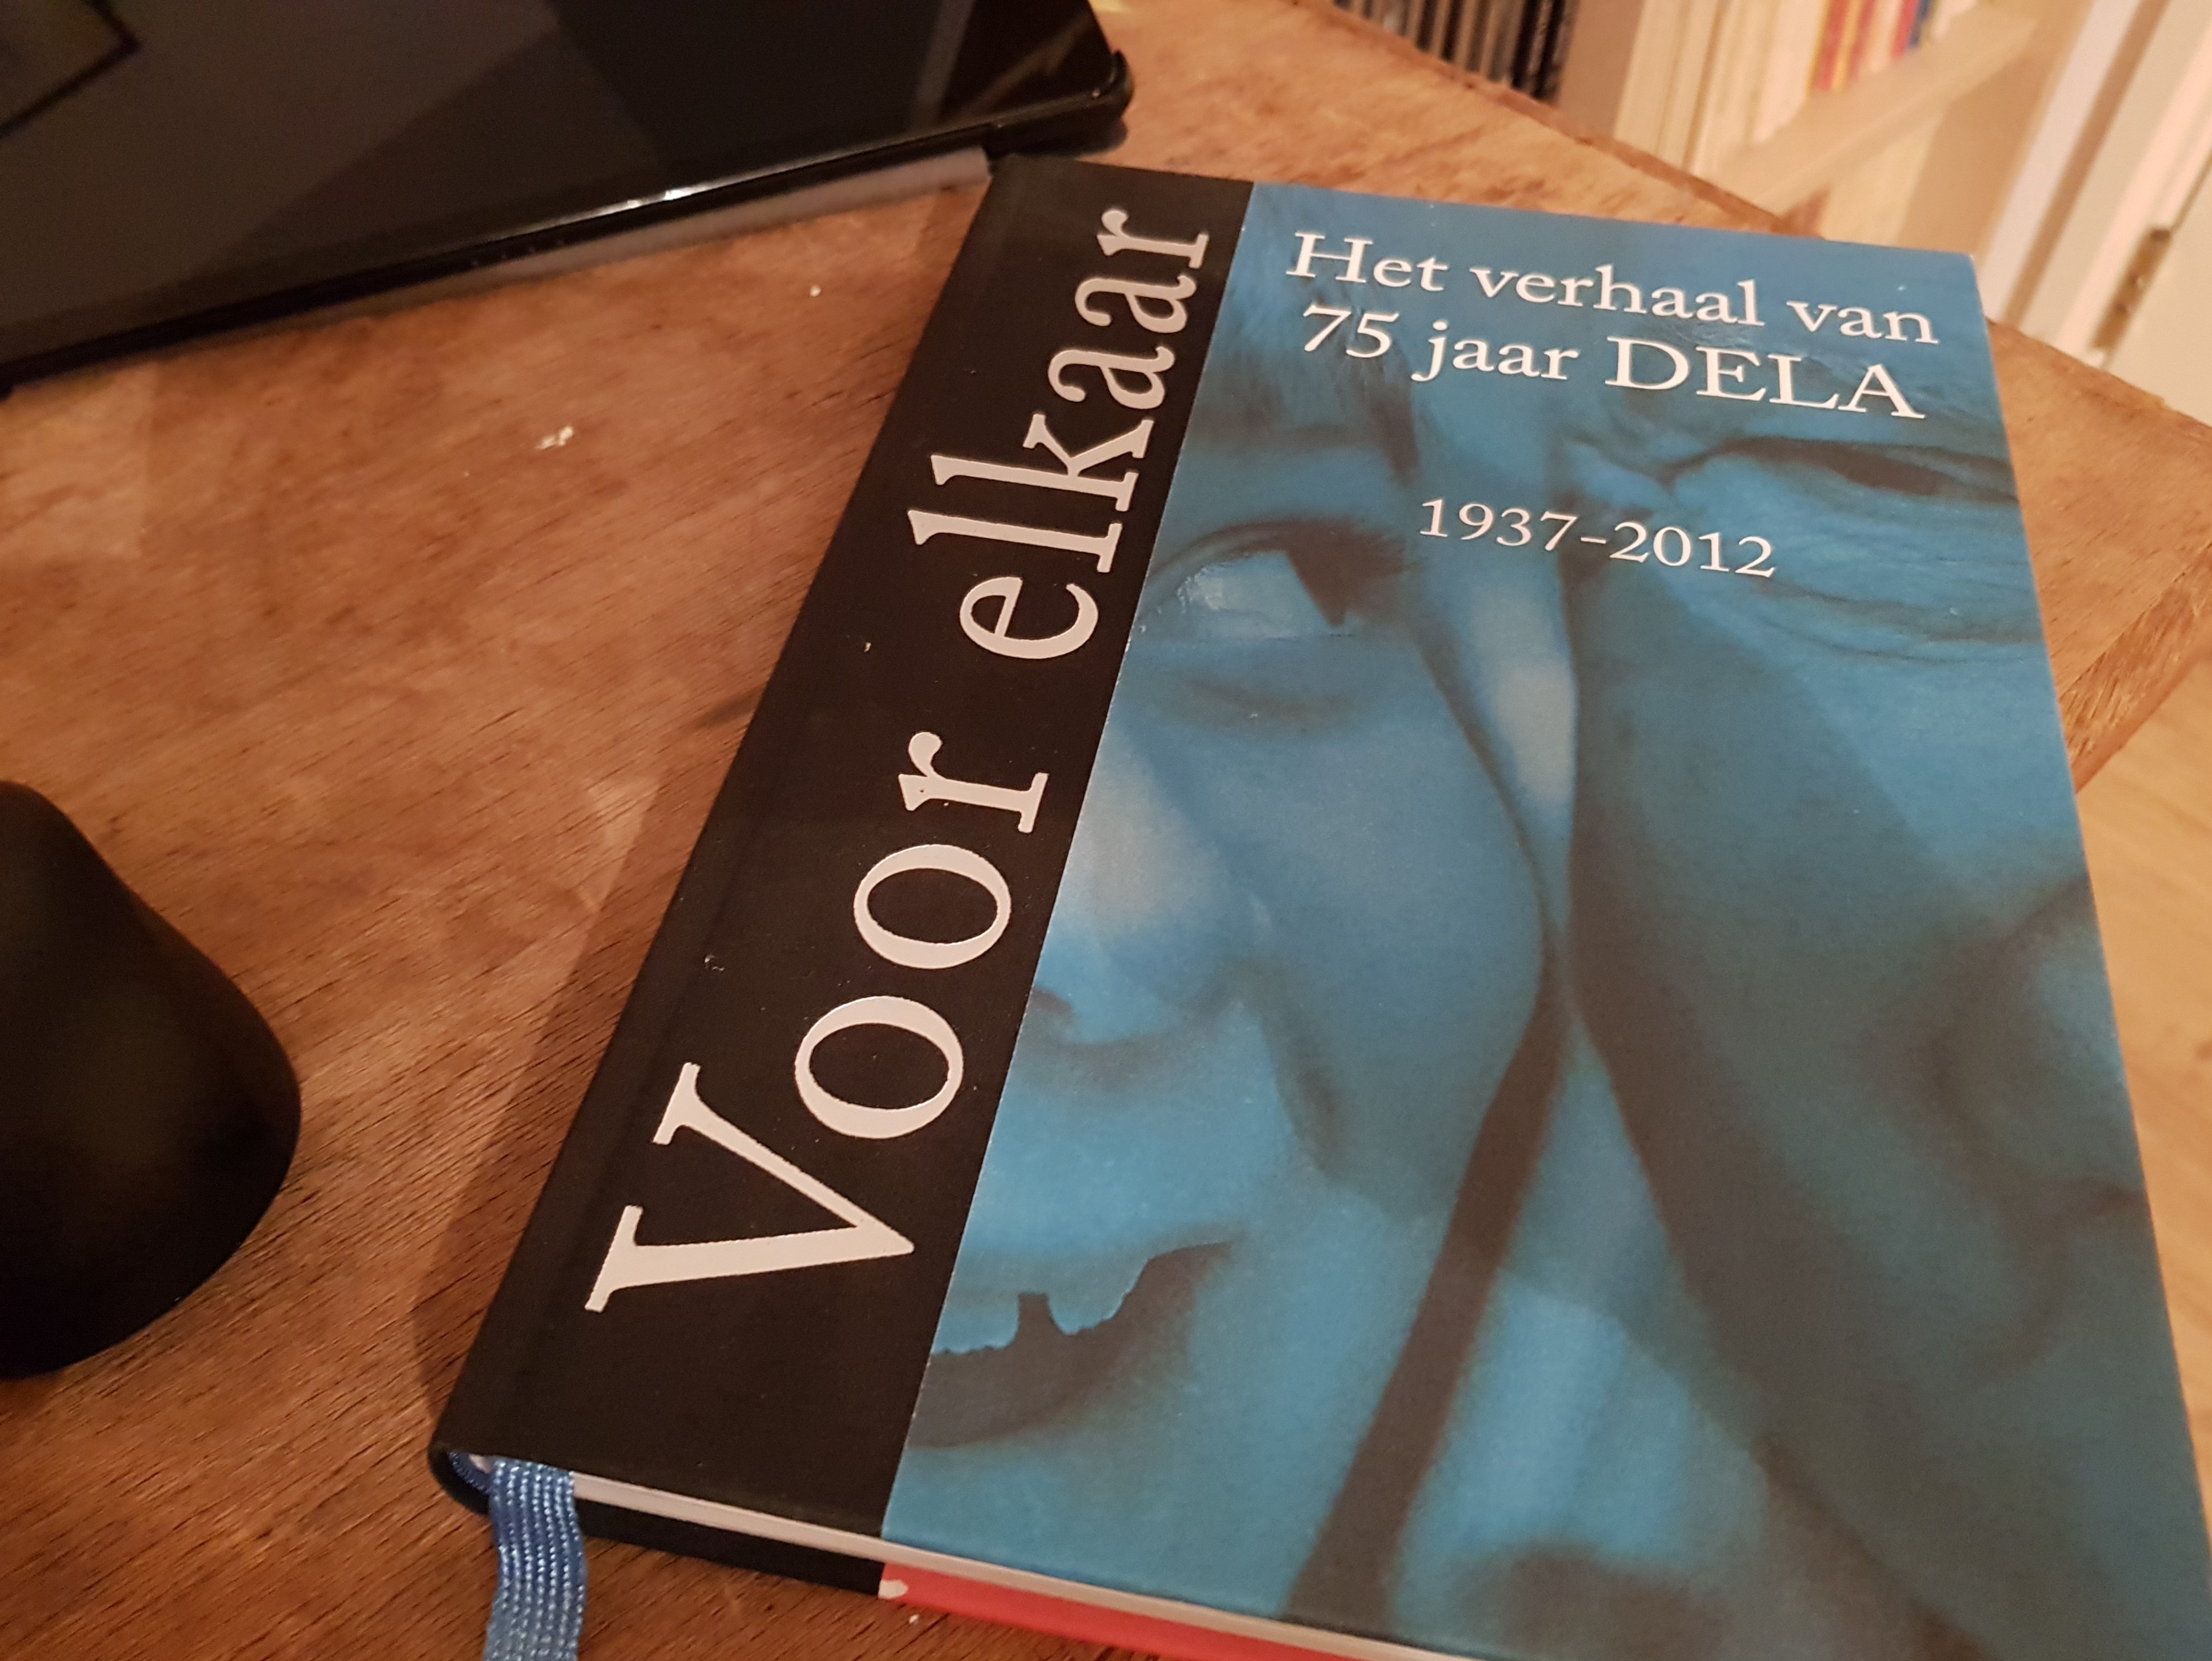 Voor elkaar
Het verhaal van
75 jaar DELA
1937-2012